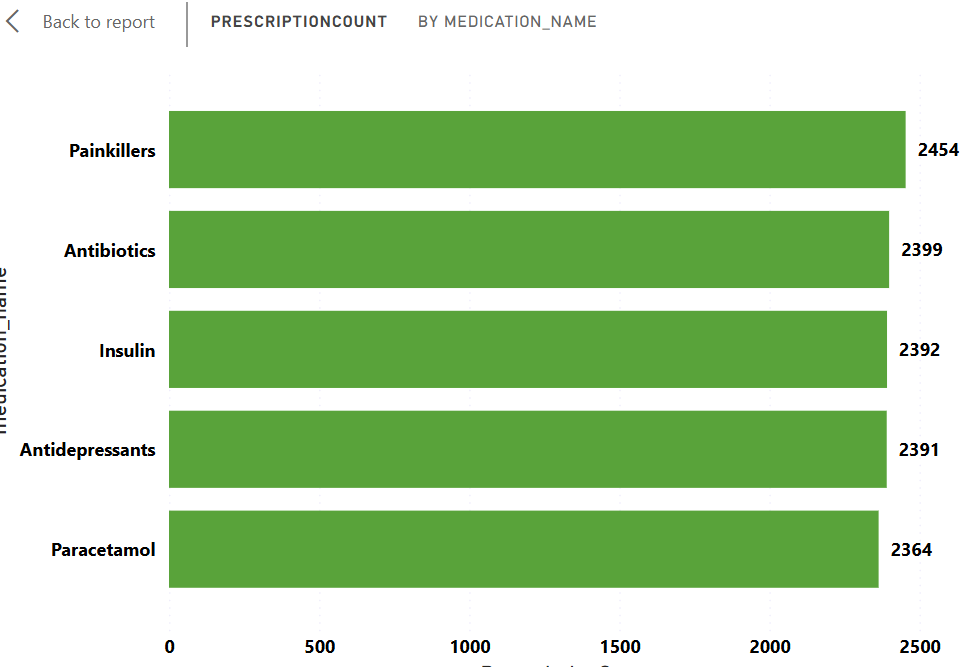 Back to report
PRESCRIPTIONCOUNT BY MEDICATION_NAME
Painkillers 2454
Antibiotics 2399
Insulin 2392
Antidepressants 2391
Paracetamol 2364
0 500 1000 1500 2000 2500
medication_name